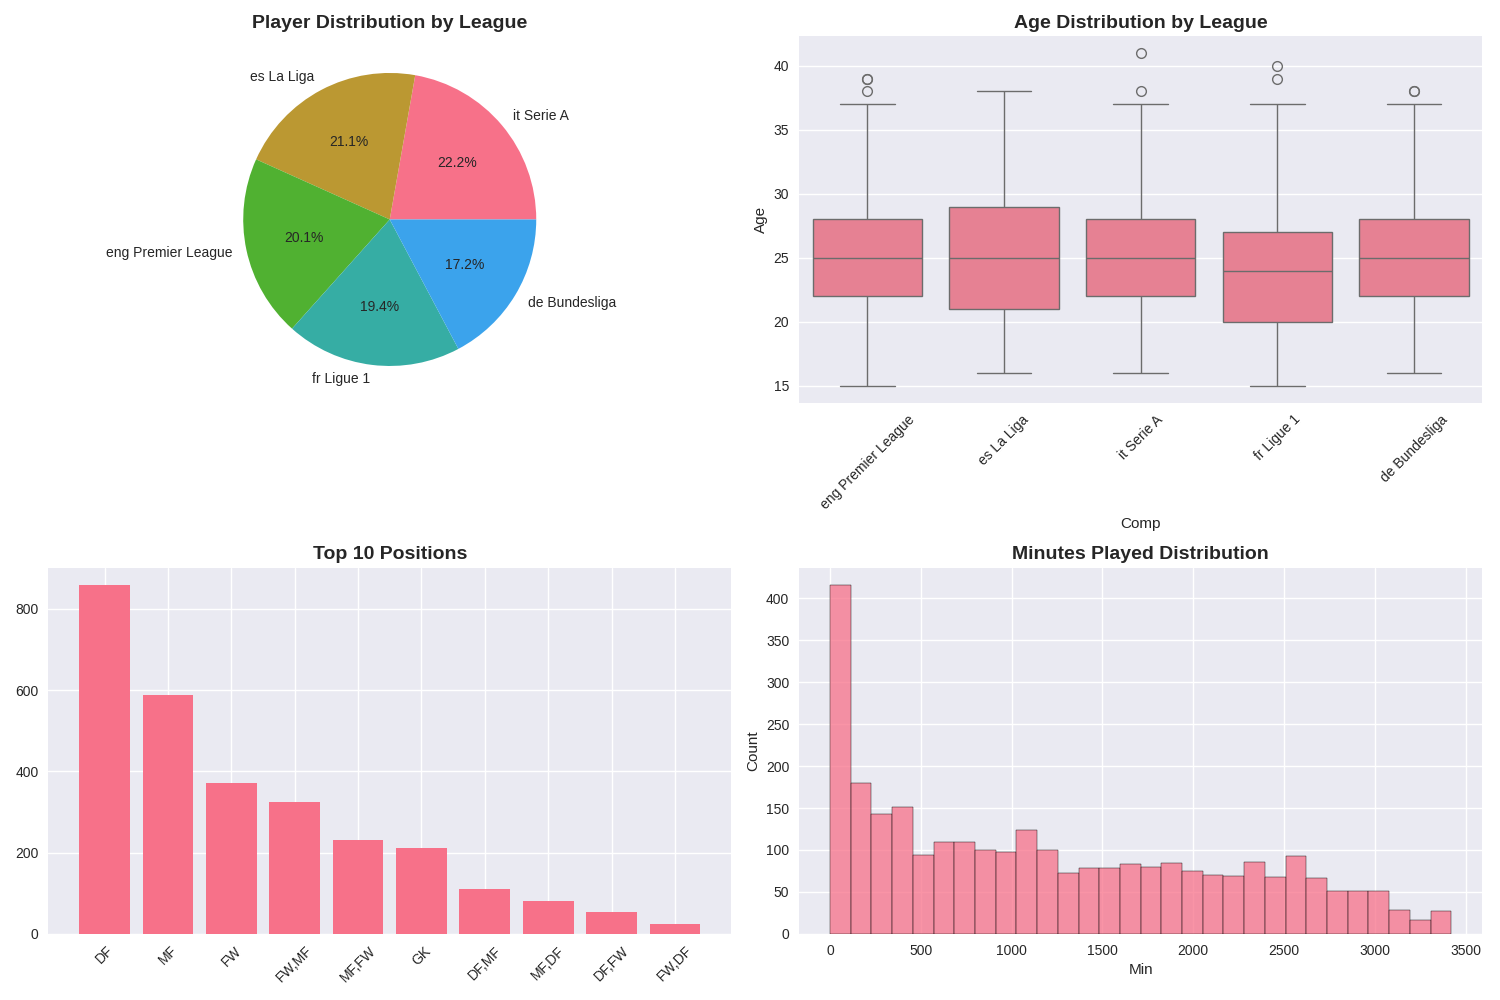 Player Distribution by League
es La Liga
it Serie A
21.1%
22.2%
eng Premier League
20.1%
17.2%
19.4%
de Bundesliga
fr Ligue 1
Age Distribution by League
40
35
30
25
20
15
Age
eng Premier League
es La Liga
it Serie A
fr Ligue 1
de Bundesliga
Comp
Top 10 Positions
800
600
400
200
0
DF
MF
FW
FW,MF
MF,FW
GK
DF,MF
MF,DF
DF,FW
FW,DF
Minutes Played Distribution
400
350
300
250
200
150
100
50
0
Count
0
500
1000
1500
2000
2500
3000
3500
Min